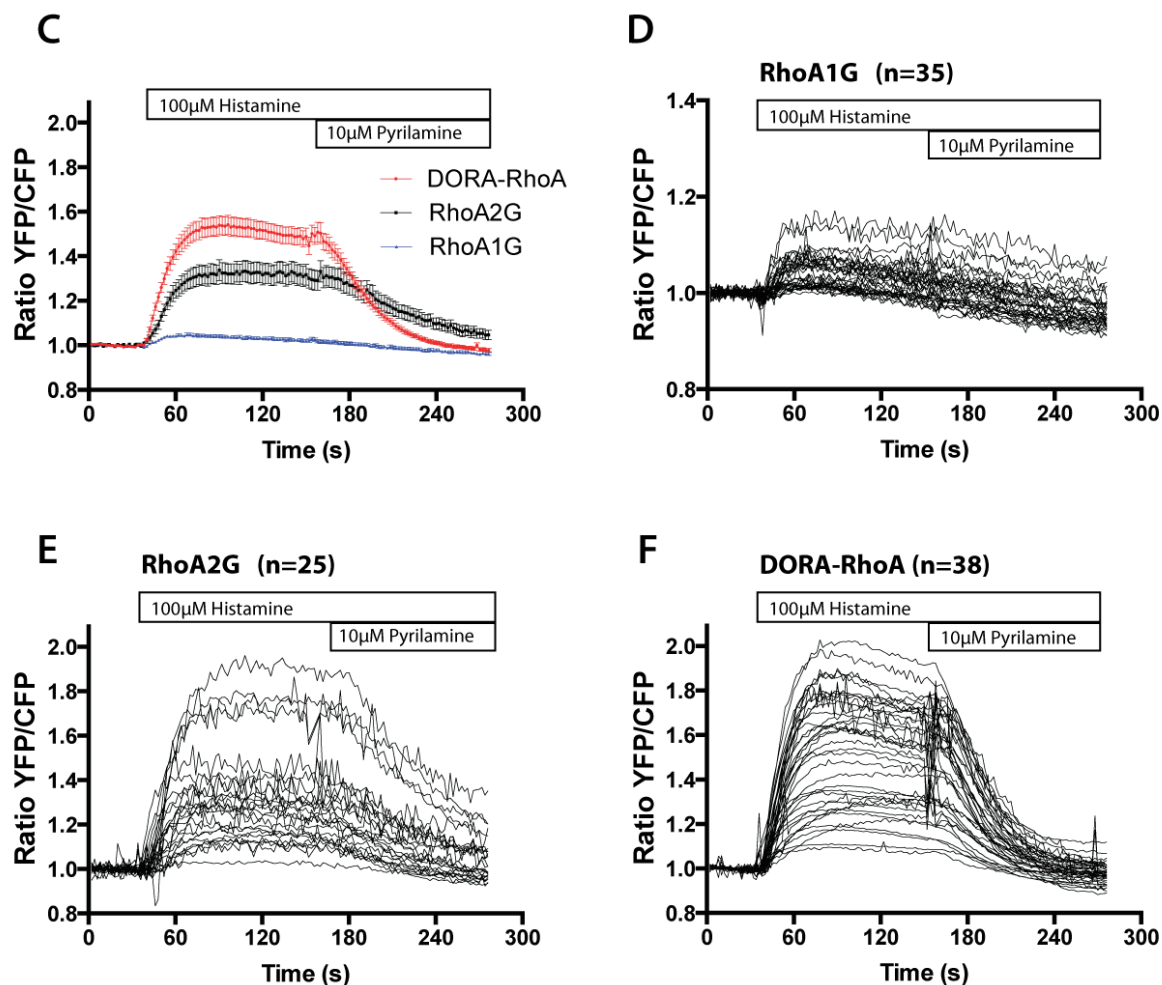 C
100µM Histamine
10µM Pyrilamine
DORA-RhoA
RhoA2G
RhoA1G
Ratio YFP/CFP
2.0
1.8
1.6
1.4
1.2
1.0
0.8
0 60 120 180 240 300
Time (s)
D
RhoA1G (n=35)
100µM Histamine
10µM Pyrilamine
Ratio YFP/CFP
1.4
1.2
1.0
0.8
0 60 120 180 240 300
Time (s)
E
RhoA2G (n=25)
100µM Histamine
10µM Pyrilamine
Ratio YFP/CFP
2.0
1.8
1.6
1.4
1.2
1.0
0.8
0 60 120 180 240 300
Time (s)
F
DORA-RhoA (n=38)
100µM Histamine
10µM Pyrilamine
Ratio YFP/CFP
2.0
1.8
1.6
1.4
1.2
1.0
0.8
0 60 120 180 240 300
Time (s)